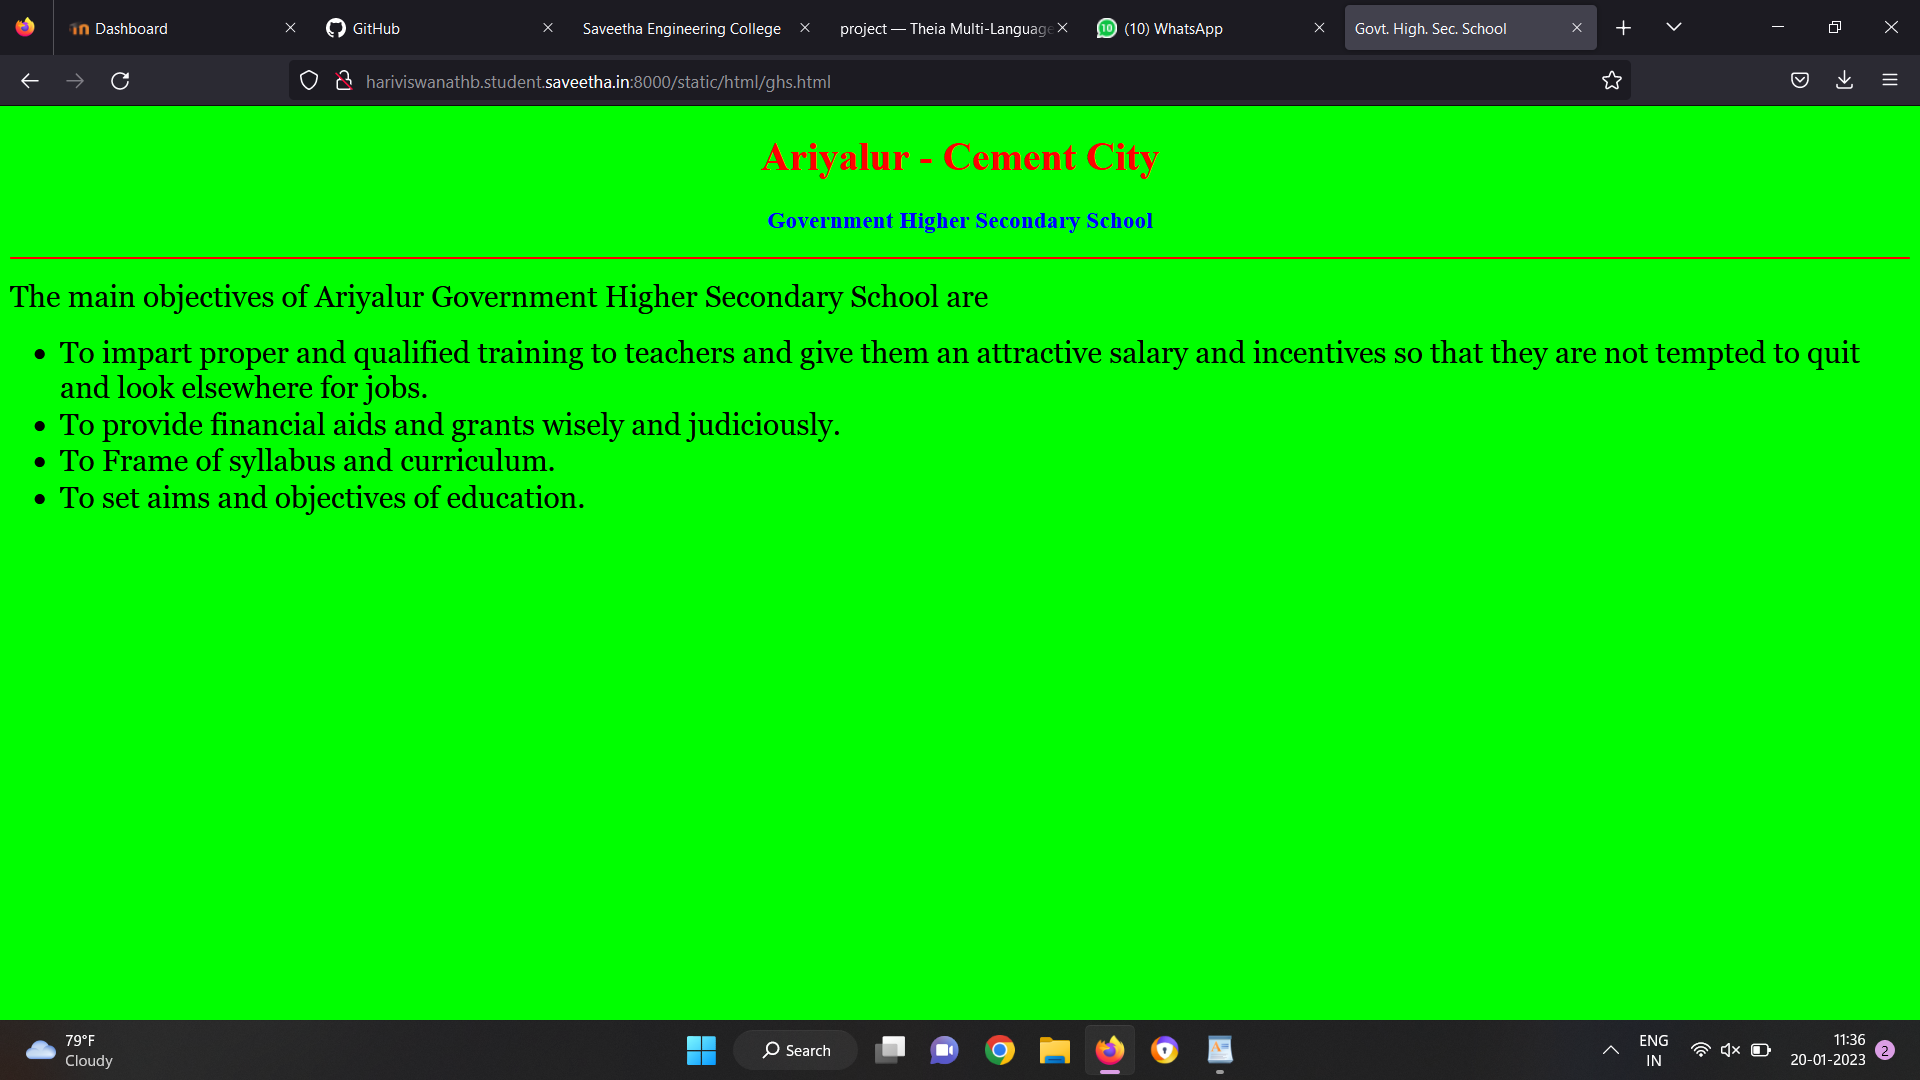 Dashboard
GitHub
Saveetha Engineering College
project — Theia Multi-Language
10
(10) WhatsApp
Govt. High. Sec. School
hariviswanathb.student.saveetha.in:8000/static/html/ghs.html
Ariyalur - Cement City
Government Higher Secondary School
The main objectives of Ariyalur Government Higher Secondary School are
• To impart proper and qualified training to teachers and give them an attractive salary and incentives so that they are not tempted to quit
and look elsewhere for jobs.
• To provide financial aids and grants wisely and judiciously.
• To Frame of syllabus and curriculum.
• To set aims and objectives of education.
79°F
Cloudy
Search
ENG
IN
11:36
20-01-2023
2